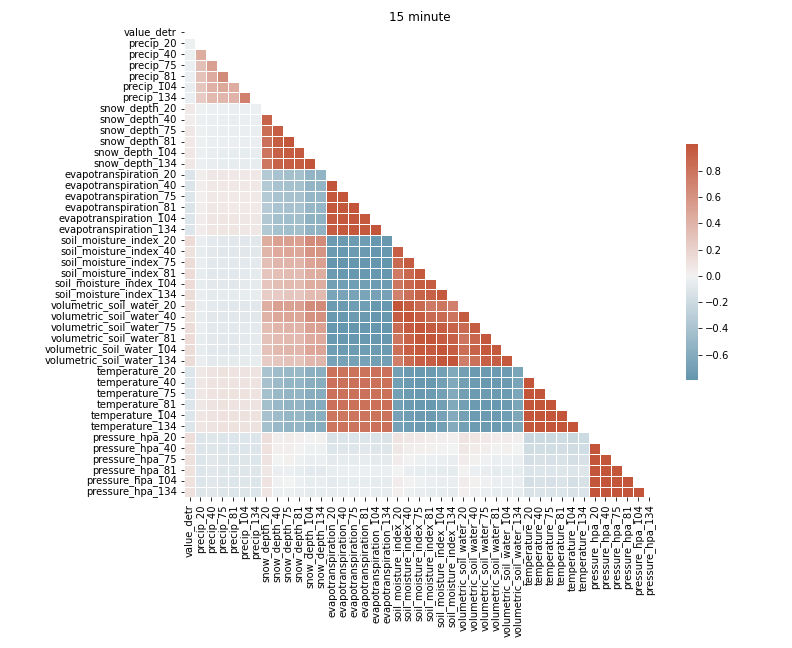 15 minute
value_detr
precip_20
precip_40
precip_75
precip_81
precip_104
precip_134
snow_depth_20
snow_depth_40
snow_depth_75
snow_depth_81
snow_depth_104
snow_depth_134
evapotranspiration_20
evapotranspiration_40
evapotranspiration_75
evapotranspiration_81
evapotranspiration_104
evapotranspiration_134
soil_moisture_index_20
soil_moisture_index_40
soil_moisture_index_75
soil_moisture_index_81
soil_moisture_index_104
soil_moisture_index_134
volumetric_soil_water_20
volumetric_soil_water_40
volumetric_soil_water_75
volumetric_soil_water_81
volumetric_soil_water_104
volumetric_soil_water_134
temperature_20
temperature_40
temperature_75
temperature_81
temperature_104
temperature_134
pressure_hpa_20
pressure_hpa_40
pressure_hpa_75
pressure_hpa_81
pressure_hpa_104
pressure_hpa_134
value_detr
precip_20
precip_40
precip_75
precip_81
precip_104
precip_134
snow_depth_20
snow_depth_40
snow_depth_75
snow_depth_81
snow_depth_104
snow_depth_134
evapotranspiration_20
evapotranspiration_40
evapotranspiration_75
evapotranspiration_81
evapotranspiration_104
evapotranspiration_134
soil_moisture_index_20
soil_moisture_index_40
soil_moisture_index_75
soil_moisture_index_81
soil_moisture_index_104
soil_moisture_index_134
volumetric_soil_water_20
volumetric_soil_water_40
volumetric_soil_water_75
volumetric_soil_water_81
volumetric_soil_water_104
volumetric_soil_water_134
temperature_20
temperature_40
temperature_75
temperature_81
temperature_104
temperature_134
pressure_hpa_20
pressure_hpa_40
pressure_hpa_75
pressure_hpa_81
pressure_hpa_104
pressure_hpa_134
0.8
0.6
0.4
0.2
0.0
−0.2
−0.4
−0.6